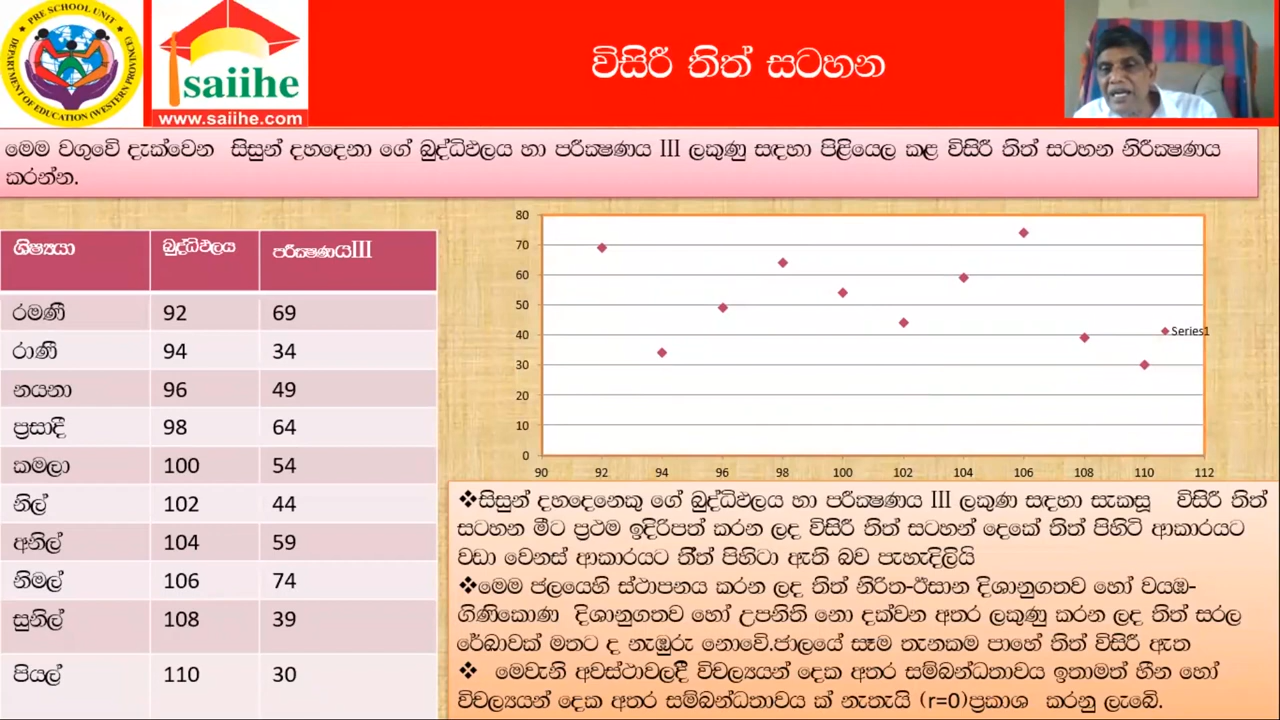 PRE SCHOOL UNIT
DEPARTMENT OF EDUCATION (WESTERN PROVINCE)
saiihe
www.saiihe.com
විසිරී තිත් සටහන
මෙම වගුවේ දැක්වෙන සිසුන් දහදෙනා ගේ බුද්ධිඵලය හා පරීක්‍ෂණය III ලකුණු සඳහා පිළියෙල කළ විසිරී තිත් සටහන නිරීක්‍ෂණය
කරන්න.
ශිෂ්‍යයා බුද්ධිඵලය පරීක්‍ෂණයIII
රමණී 92 69
රාණී 94 34
නයනා 96 49
ප්‍රසාදී 98 64
කමලා 100 54
නිල් 102 44
අනිල් 104 59
නිමල් 106 74
සුනිල් 108 39
පියල් 110 30
80
70
60
50
40
30
20
10
0
90 92 94 96 98 100 102 104 106 108 110 112
Series1
❖සිසුන් දහදෙනෙකු ගේ බුද්ධිඵලය හා පරීක්‍ෂණය III ලකුණ සඳහා සැකසූ විසිරී තිත්
සටහන මීට ප්‍රථම ඉදිරිපත් කරන ලද විසිරී තිත් සටහන් දෙකේ තිත් පිහිටි ආකාරයට
වඩා වෙනස් ආකාරයට තීත් පිහිටා ඇති බව පැහැදිලියි
❖මෙම ජලයෙහි ස්ථාපනය කරන ලද තිත් නිරිත-ඊසාන දිශානුගතව හෝ වයඹ-
ගිණිකොණ දිශානුගතව හෝ උපනිති නො දක්වන අතර ලකුණු කරන ලද තිත් සරල
රේඛාවක් මතට ද නැඹුරු නොවේ.ජාලයේ සෑම තැනකම පාහේ තිත් විසිරී ඇත
❖ මෙවැනි අවස්ථාවලදී විචල්‍යයන් දෙක අතර සම්බන්ධතාවය ඉතාමත් හීන හෝ
විචල්‍යයන් දෙක අතර සම්බන්ධතාවය ක් නැතැයි (r=0)ප්‍රකාශ කරනු ලැබේ.